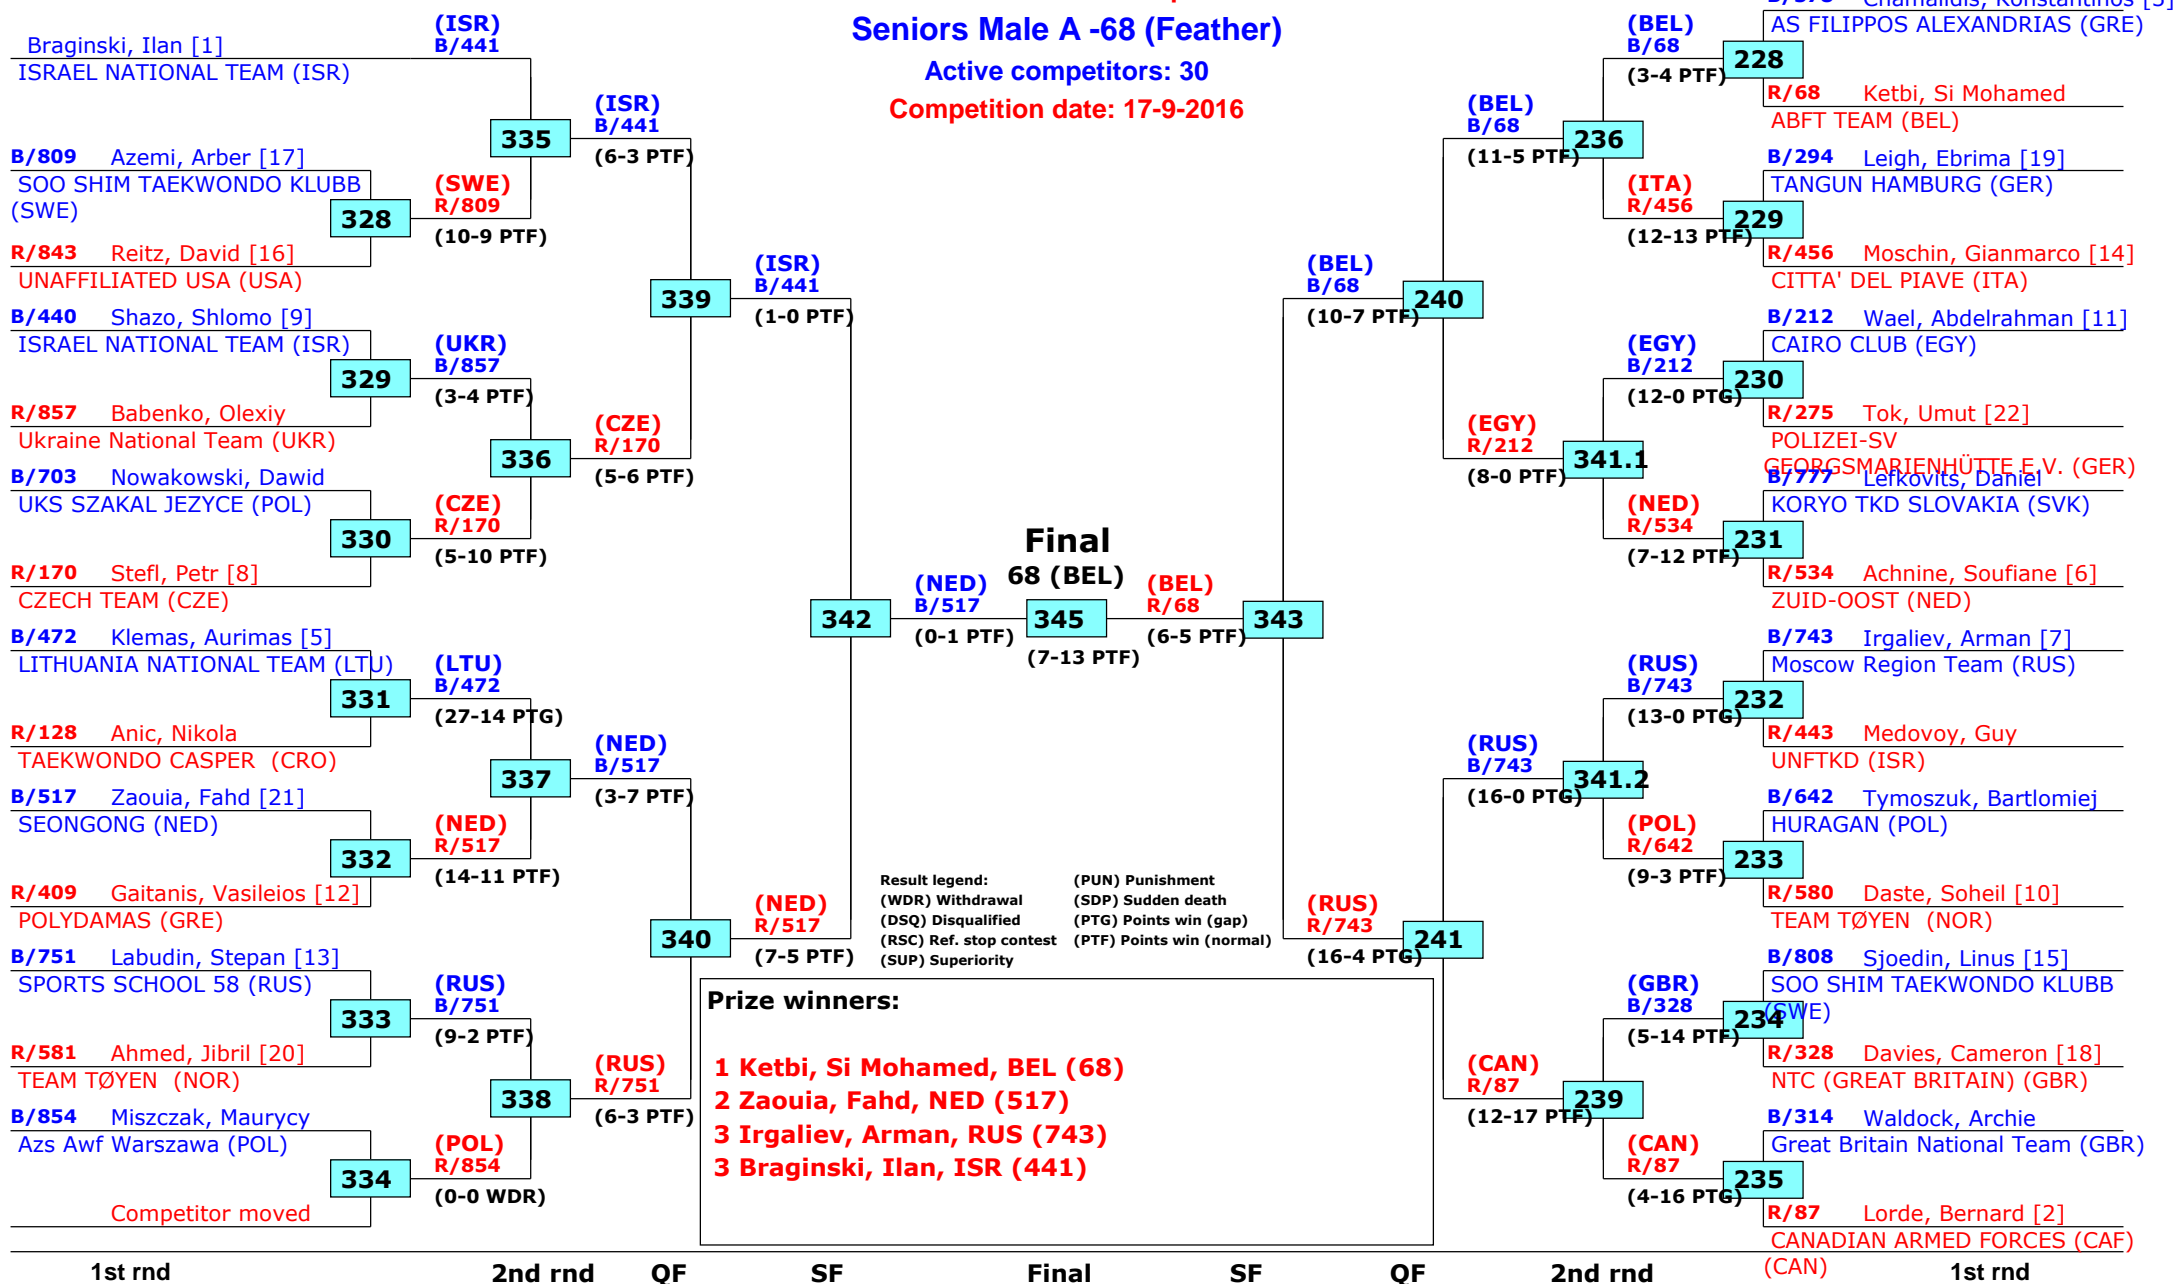 Seniors Male A -68 (Feather)
Active competitors: 30
Competition date: 17-9-2016
Braginski, Ilan [1]
ISRAEL NATIONAL TEAM (ISR)
B/809 Azemi, Arber [17]
SOO SHIM TAEKWONDO KLUBB
(SWE)
328
R/843 Reitz, David [16]
UNAFFILIATED USA (USA)
B/440 Shazo, Shlomo [9]
ISRAEL NATIONAL TEAM (ISR)
329
R/857 Babenko, Olexiy
Ukraine National Team (UKR)
B/703 Nowakowski, Dawid
UKS SZAKAL JEZYCE (POL)
330
R/170 Stefl, Petr [8]
CZECH TEAM (CZE)
B/472 Klemas, Aurimas [5]
LITHUANIA NATIONAL TEAM (LTU)
331
R/128 Anic, Nikola
TAEKWONDO CASPER (CRO)
B/517 Zaouia, Fahd [21]
SEONGONG (NED)
332
R/409 Gaitanis, Vasileios [12]
POLYDAMAS (GRE)
B/751 Labudin, Stepan [13]
SPORTS SCHOOL 58 (RUS)
333
R/581 Ahmed, Jibril [20]
TEAM TØYEN (NOR)
B/854 Miszczak, Maurycy
Azs Awf Warszawa (POL)
334
Competitor moved
(ISR)
B/441
335
(SWE)
R/809
(10-9 PTF)
(UKR)
B/857
(3-4 PTF)
336
(CZE)
R/170
(5-10 PTF)
(LTU)
B/472
(27-14 PTG)
337
(NED)
R/517
(14-11 PTF)
(RUS)
B/751
(9-2 PTF)
338
(POL)
R/854
(0-0 WDR)
(ISR)
B/441
(6-3 PTF)
339
(CZE)
R/170
(5-6 PTF)
(NED)
B/517
(3-7 PTF)
340
(RUS)
R/751
(6-3 PTF)
(ISR)
B/441
(1-0 PTF)
342
(NED)
R/517
(7-5 PTF)
(NED)
B/517
(0-1 PTF)
Final
68 (BEL)
345
(7-13 PTF)
(BEL)
R/68
(6-5 PTF)
343
(BEL)
B/68
(10-7 PTF)
240
(RUS)
R/743
(16-4 PTG)
241
(BEL)
B/68
(11-5 PTF)
236
(EGY)
R/212
(8-0 PTF)
341.1
(RUS)
B/743
(16-0 PTG)
341.2
(CAN)
R/87
(12-17 PTF)
239
(BEL)
B/68
(3-4 PTF)
228
(ITA)
R/456
(12-13 PTF)
229
(EGY)
B/212
(12-0 PTG)
230
(NED)
R/534
(7-12 PTF)
231
(RUS)
B/743
(13-0 PTG)
232
(POL)
R/642
(9-3 PTF)
233
(GBR)
B/328
(5-14 PTF)
234
(CAN)
R/87
(4-16 PTG)
235
AS FILIPPOS ALEXANDRIAS (GRE)
R/68 Ketbi, Si Mohamed
ABFT TEAM (BEL)
B/294 Leigh, Ebrima [19]
TANGUN HAMBURG (GER)
R/456 Moschin, Gianmarco [14]
CITTA' DEL PIAVE (ITA)
B/212 Wael, Abdelrahman [11]
CAIRO CLUB (EGY)
R/275 Tok, Umut [22]
POLIZEI-SV
GEORGSMARIENHÜTTE E.V. (GER)
B/777 Lefkovits, Daniel
KORYO TKD SLOVAKIA (SVK)
R/534 Achnine, Soufiane [6]
ZUID-OOST (NED)
B/743 Irgaliev, Arman [7]
Moscow Region Team (RUS)
R/443 Medovoy, Guy
UNFTKD (ISR)
B/642 Tymoszuk, Bartlomiej
HURAGAN (POL)
R/580 Daste, Soheil [10]
TEAM TØYEN (NOR)
B/808 Sjoedin, Linus [15]
SOO SHIM TAEKWONDO KLUBB
(SWE)
R/328 Davies, Cameron [18]
NTC (GREAT BRITAIN) (GBR)
B/314 Waldock, Archie
Great Britain National Team (GBR)
R/87 Lorde, Bernard [2]
CANADIAN ARMED FORCES (CAF)
(CAN)
Result legend:
(WDR) Withdrawal
(DSQ) Disqualified
(RSC) Ref. stop contest
(SUP) Superiority
(PUN) Punishment
(SDP) Sudden death
(PTG) Points win (gap)
(PTF) Points win (normal)
Prize winners:
1 Ketbi, Si Mohamed, BEL (68)
2 Zaouia, Fahd, NED (517)
3 Irgaliev, Arman, RUS (743)
3 Braginski, Ilan, ISR (441)
1st rnd 2nd rnd QF SF Final SF QF 2nd rnd 1st rnd